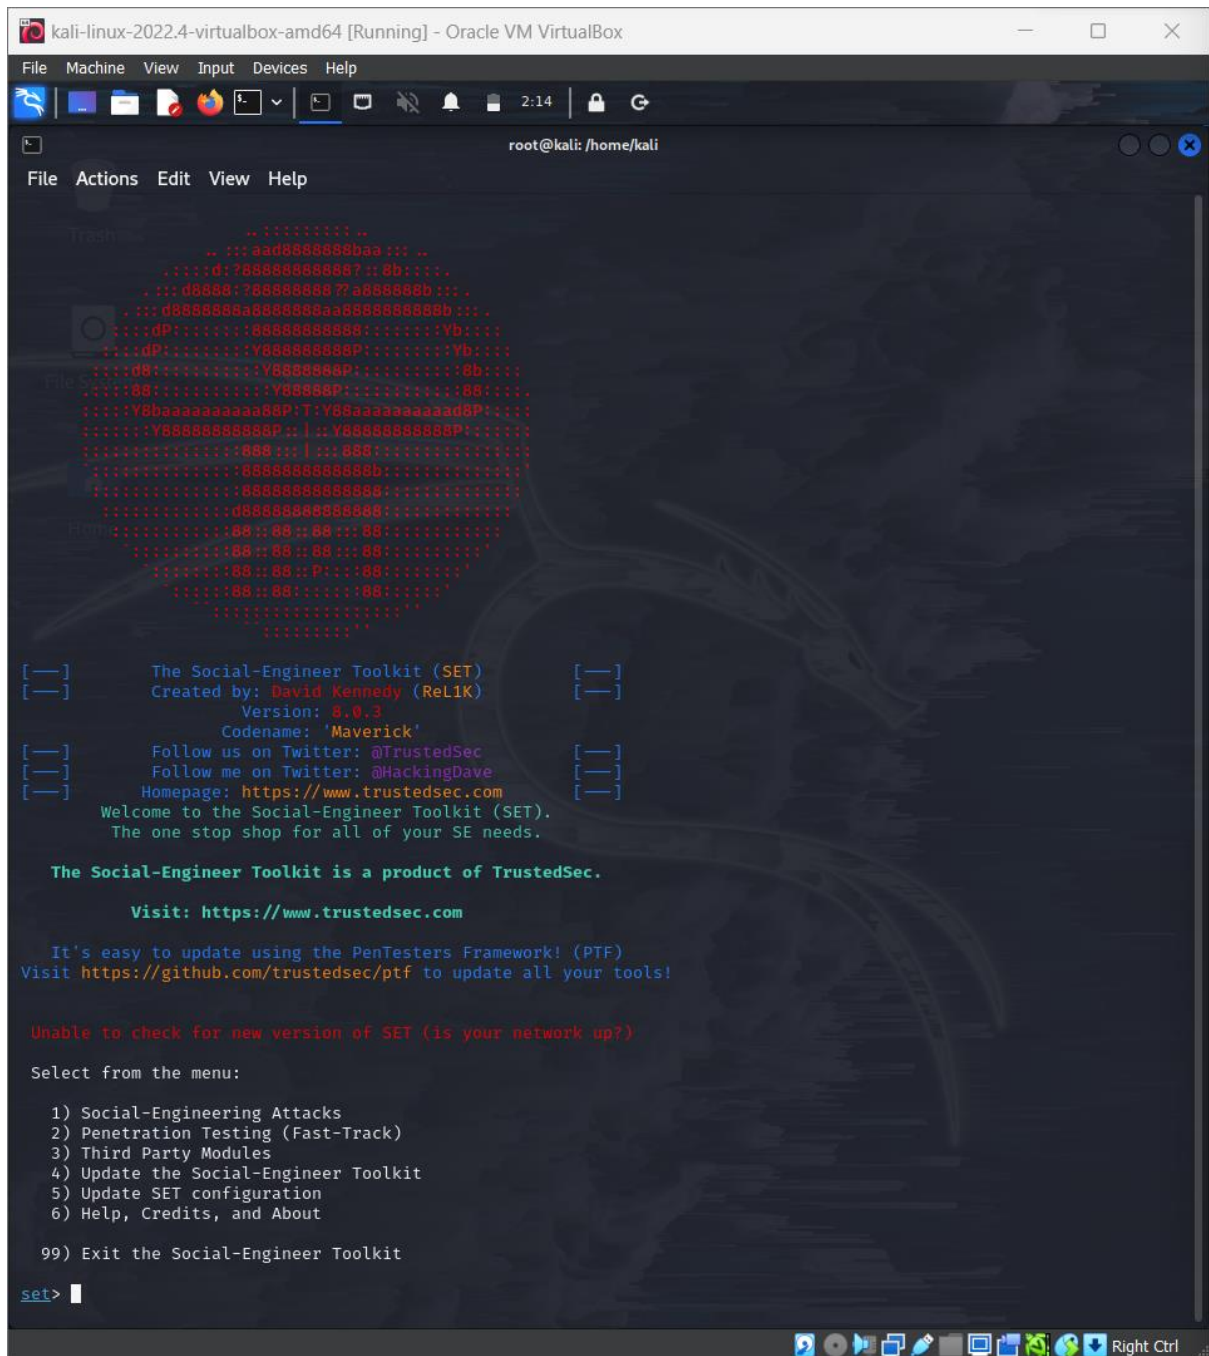 kali-linux-2022.4-virtualbox-amd64 [Running] - Oracle VM VirtualBox
File Machine View Input Devices Help
2:14
root@kali: /home/kali
File Actions Edit View Help
Trash
File System
Home
[---] The Social-Engineer Toolkit (SET) [---]
[---] Created by: David Kennedy (ReL1K) [---]
Version: 8.0.3
Codename: 'Maverick'
[---] Follow us on Twitter: @TrustedSec [---]
[---] Follow me on Twitter: @HackingDave [---]
[---] Homepage: https://www.trustedsec.com [---]
Welcome to the Social-Engineer Toolkit (SET).
The one stop shop for all of your SE needs.
The Social-Engineer Toolkit is a product of TrustedSec.
Visit: https://www.trustedsec.com
It's easy to update using the PenTesters Framework! (PTF)
Visit https://github.com/trustedsec/ptf to update all your tools!
Unable to check for new version of SET (is your network up?)
Select from the menu:
1) Social-Engineering Attacks
2) Penetration Testing (Fast-Track)
3) Third Party Modules
4) Update the Social-Engineer Toolkit
5) Update SET configuration
6) Help, Credits, and About
99) Exit the Social-Engineer Toolkit
set>
Right Ctrl